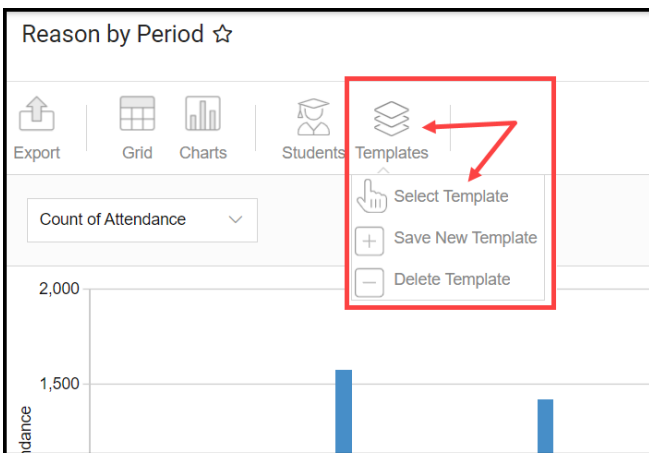 Reason by Period
Export
Grid
Charts
Students
Templates
Select Template
Save New Template
Delete Template
Count of Attendance
2,000
1,500